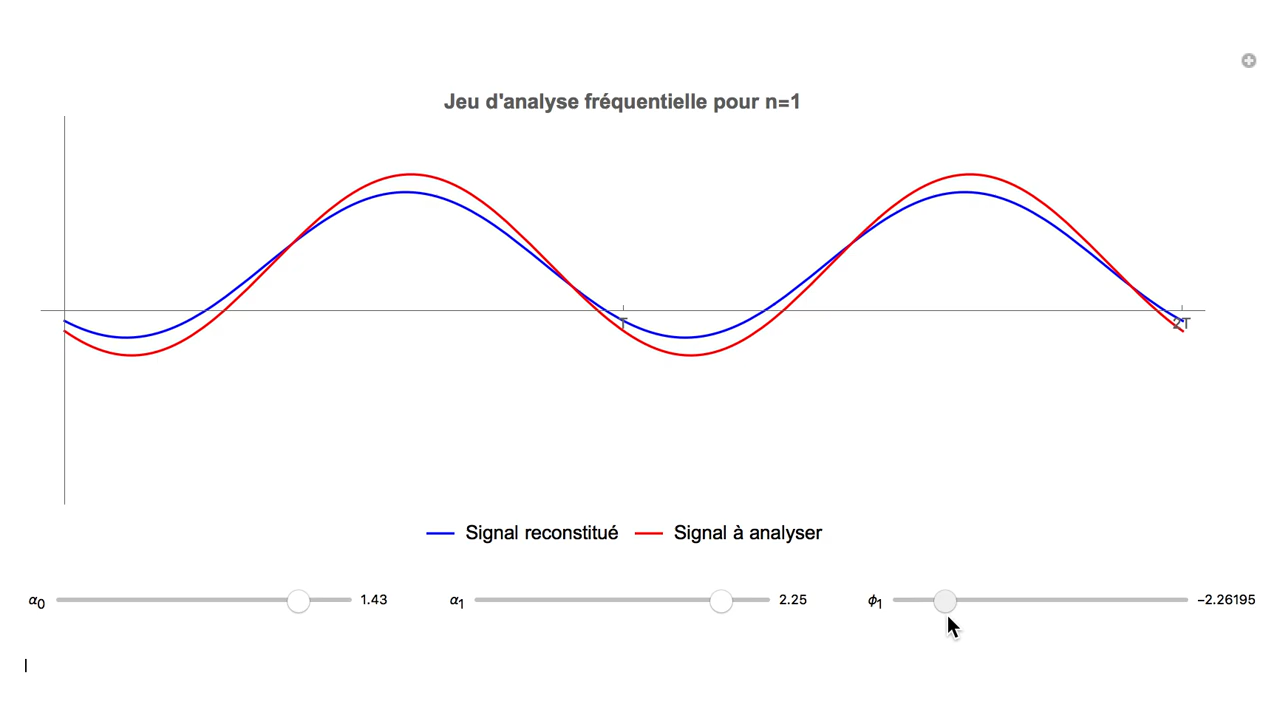 Jeu d'analyse fréquentielle pour n=1
T
2T
Signal reconstitué Signal à analyser
α0 1.43 α1 2.25 ϕ1 −2.26195